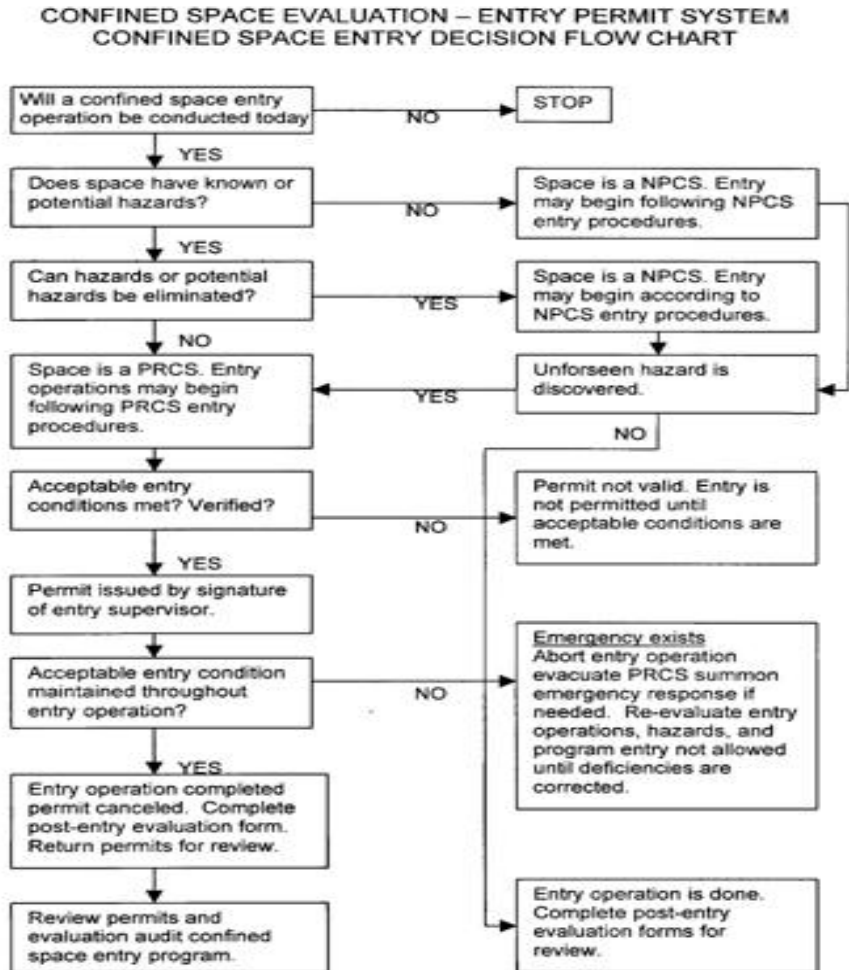 CONFINED SPACE EVALUATION – ENTRY PERMIT SYSTEM
CONFINED SPACE ENTRY DECISION FLOW CHART
Will a confined space entry
operation be conducted today
NO
STOP
YES
Does space have known or
potential hazards?
NO
Space is a NPCS. Entry
may begin following NPCS
entry procedures.
YES
Can hazards or potential
hazards be eliminated?
YES
Space is a NPCS. Entry
may begin according to
NPCS entry procedures.
NO
Space is a PRCS. Entry
operations may begin
following PRCS entry
procedures.
YES
Unforseen hazard is
discovered.
NO
Acceptable entry
conditions met? Verified?
NO
Permit not valid. Entry is
not permitted until
acceptable conditions are
met.
YES
Permit issued by signature
of entry supervisor.
Acceptable entry condition
maintained throughout
entry operation?
NO
Emergency exists
Abort entry operation
evacuate PRCS summon
emergency response if
needed. Re-evaluate entry
operations, hazards, and
program entry not allowed
until deficiencies are
corrected.
YES
Entry operation completed
permit canceled. Complete
post-entry evaluation form.
Return permits for review.
Review permits and
evaluation audit confined
space entry program.
Entry operation is done.
Complete post-entry
evaluation forms for
review.